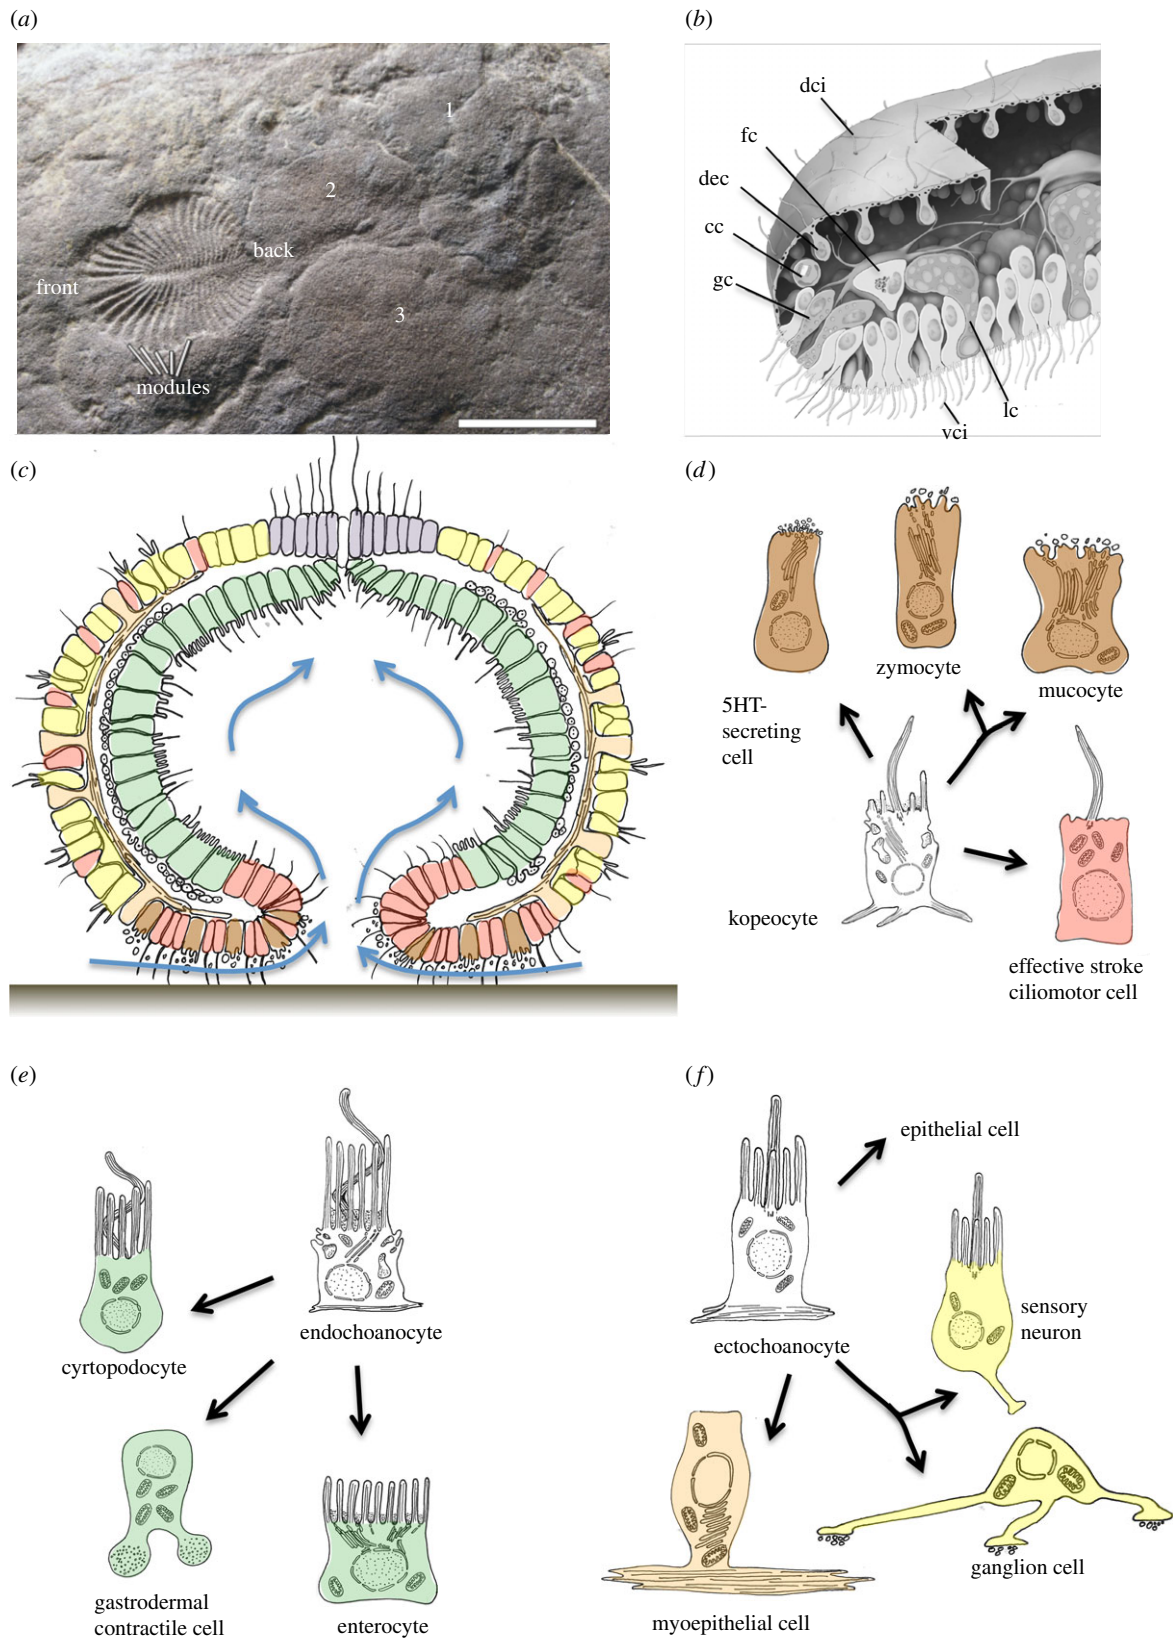 (a)
1
2
back
front
3
modules
(b)
dci
fc
dec
cc
gc
lc
vci
(c)
(d)
zymocyte
mucocyte
5HT-
secreting
cell
kopeocyte
effective stroke
ciliomotor cell
(e)
endochoanocyte
cyrtopodocyte
gastrodermal
contractile cell
enterocyte
(f)
epithelial cell
sensory
neuron
ectochoanocyte
ganglion cell
myoepithelial cell